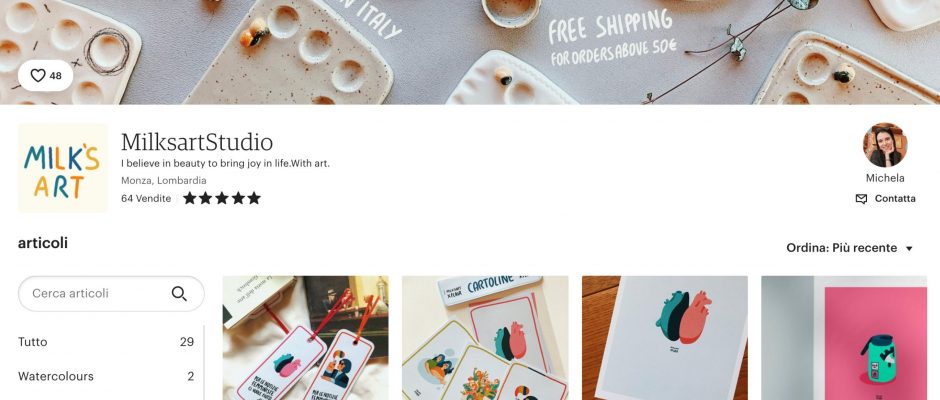 N ITALY
FREE SHIPPING
FOR ORDERS ABOVE 50€
48
MILK'S
ART
MilksartStudio
I believe in beauty to bring joy in life.With art.
Monza, Lombardia
64 Vendite
Michela
Contatta
articoli
Ordina: Più recente
Cerca articoli
Tutto 29
Watercolours 2
CARTOLINE